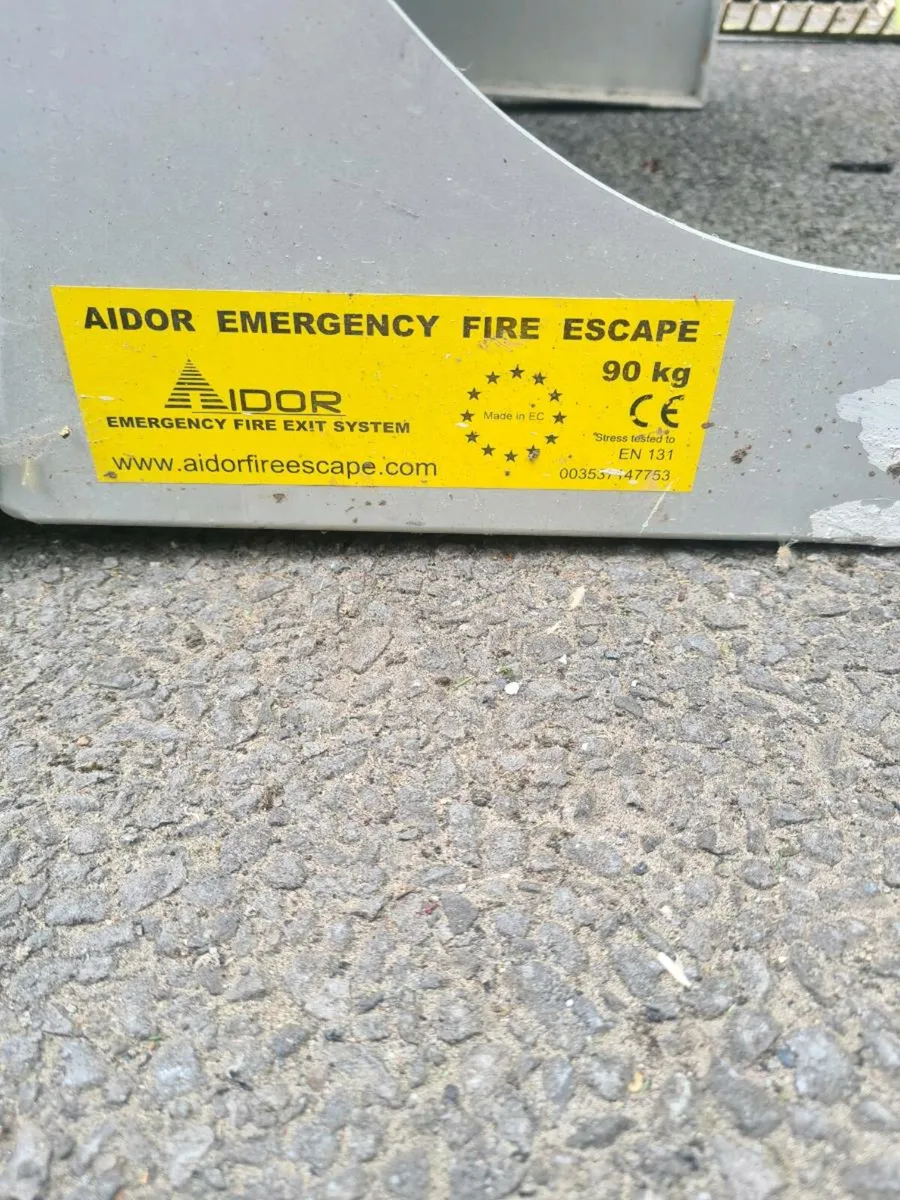 AIDOR EMERGENCY FIRE ESCAPE
90 kg
AIDOR
EMERGENCY FIRE EXIT SYSTEM
www.aidorfireescape.com
Made in EC
CE
Stress tested to
EN 131